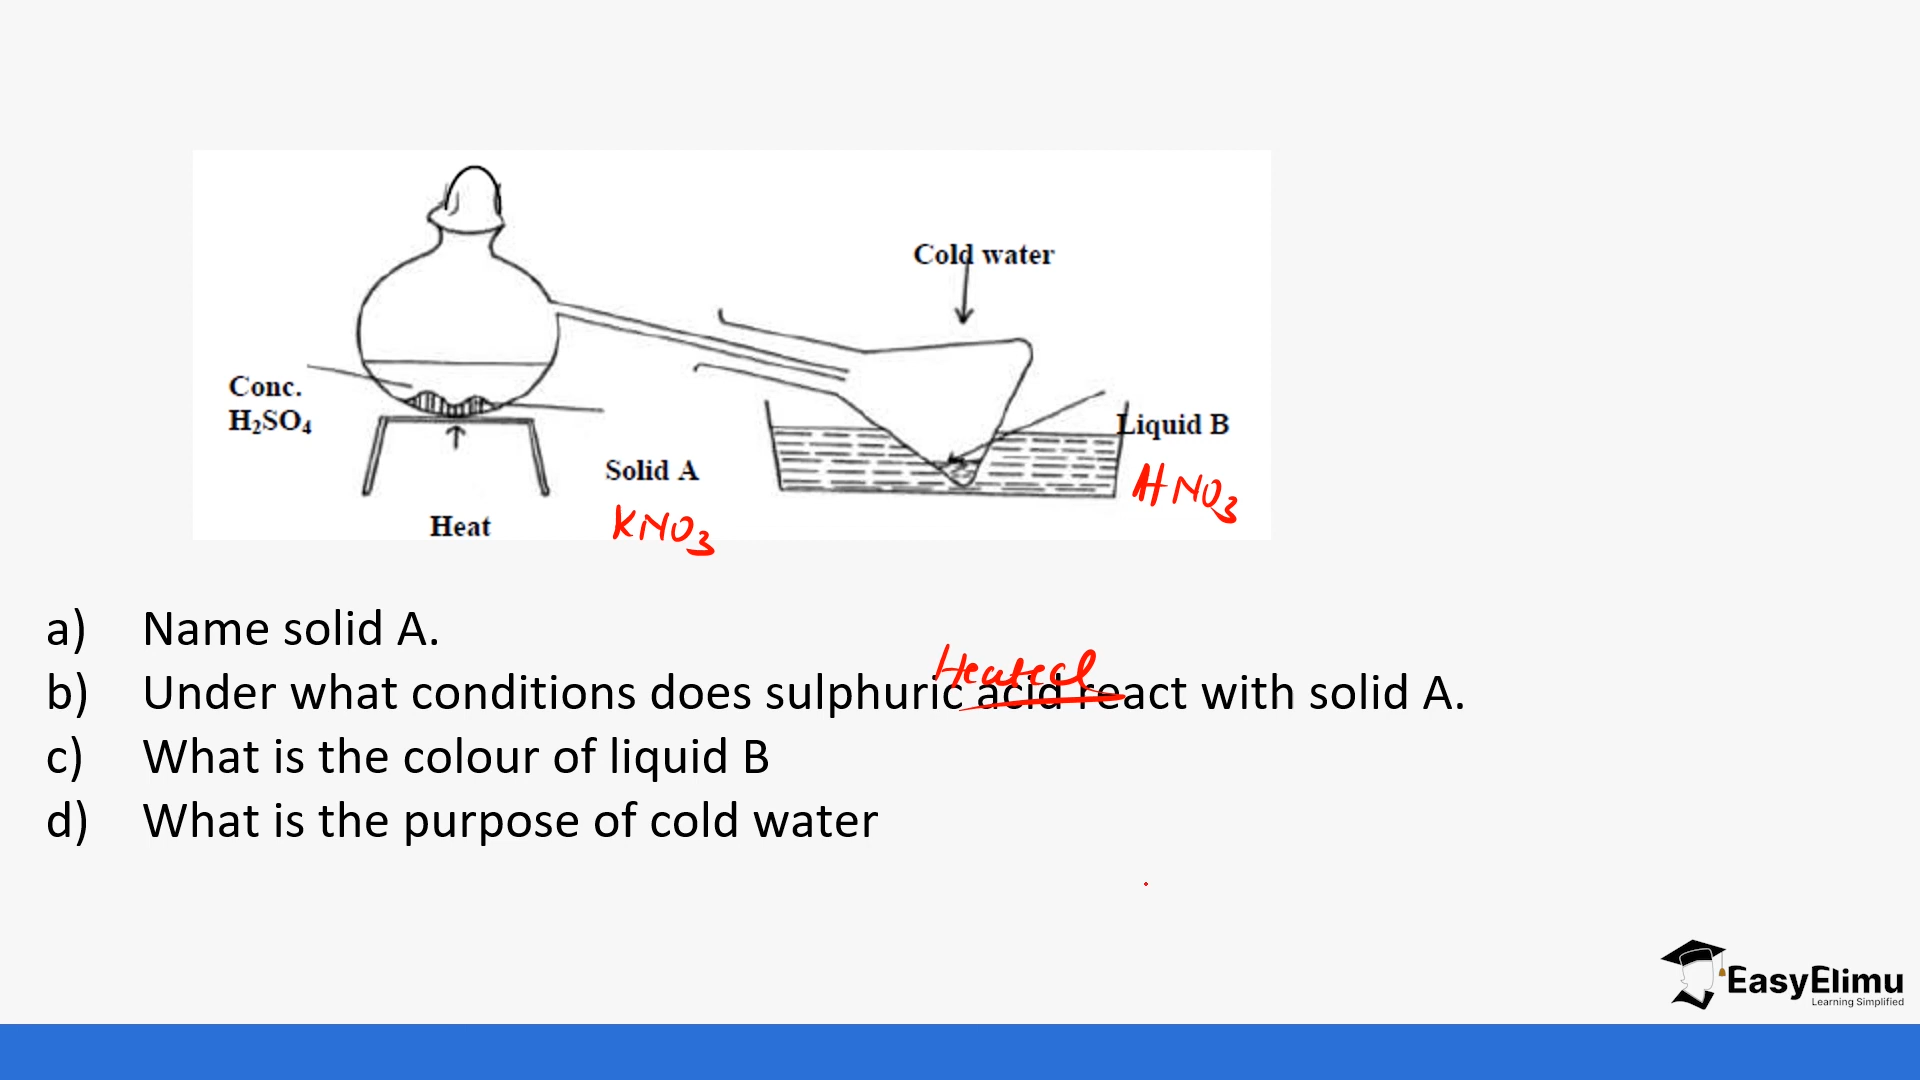 Cold water
Conc.
H₂SO₄
Liquid B
HNO₃
Solid A
KNO₃
Heat
a) Name solid A.
Heated
b) Under what conditions does sulphuric acid react with solid A.
c) What is the colour of liquid B
d) What is the purpose of cold water
EasyElimu
Learning Simplified